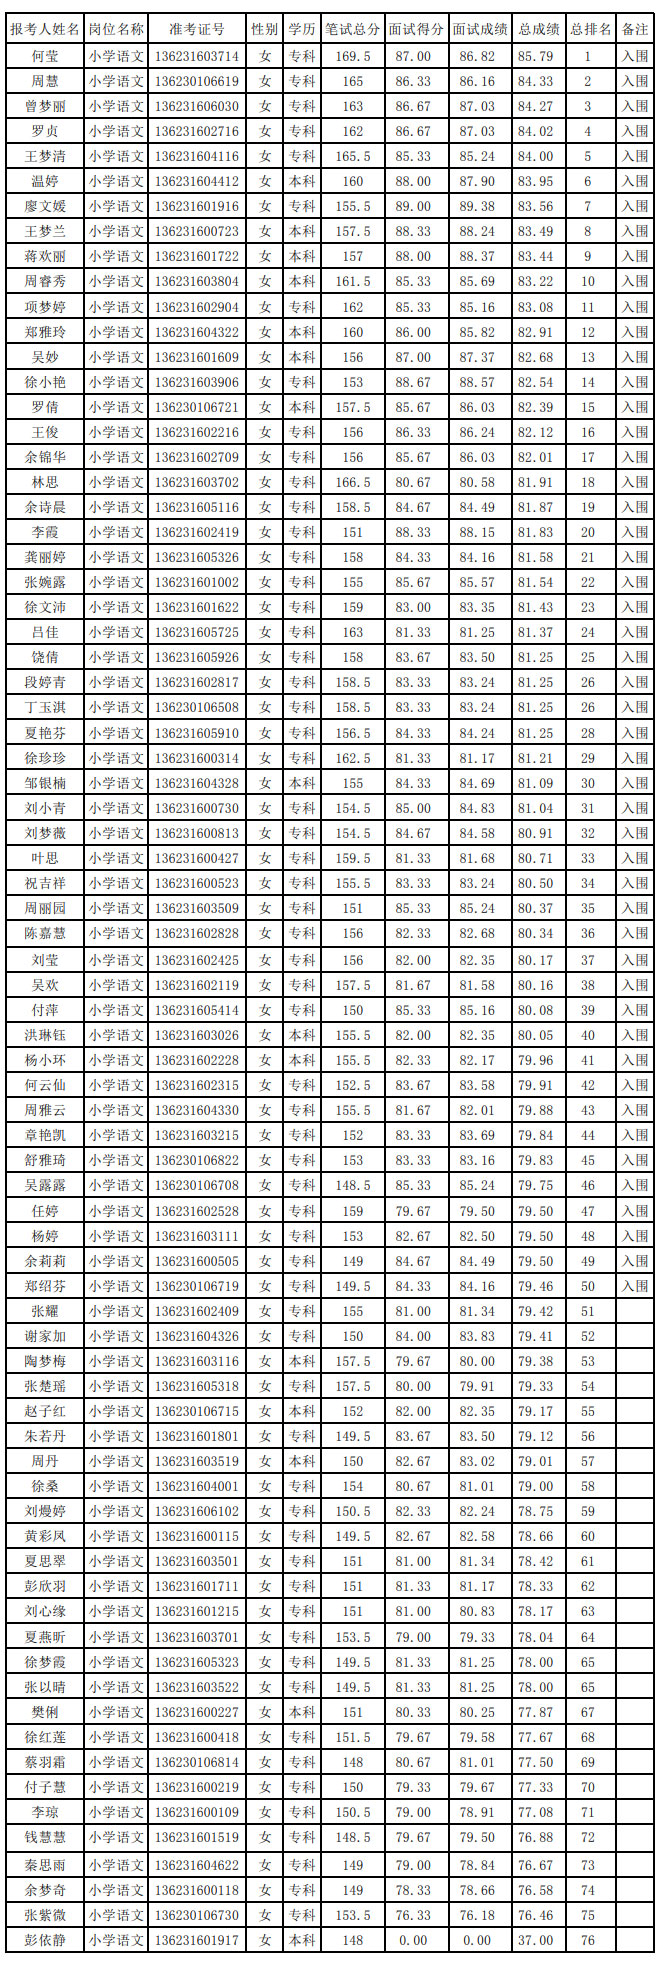 报考人姓名 岗位名称 准考证号 性别 学历 笔试总分 面试得分 面试成绩 总成绩 总排名 备注
何莹 小学语文 136231603714 女 专科 169.5 87.00 86.82 85.79 1 入围
周慧 小学语文 136230106619 女 专科 165 86.33 86.16 84.33 2 入围
曾梦丽 小学语文 136231606030 女 专科 163 86.67 87.03 84.27 3 入围
罗贞 小学语文 136231602716 女 专科 162 86.67 87.03 84.02 4 入围
王梦清 小学语文 136231604116 女 专科 165.5 85.33 85.24 84.00 5 入围
温婷 小学语文 136231604412 女 本科 160 88.00 87.90 83.95 6 入围
廖文媛 小学语文 136231601916 女 专科 155.5 89.00 89.38 83.56 7 入围
王梦兰 小学语文 136231600723 女 本科 157.5 88.33 88.24 83.49 8 入围
蒋欢丽 小学语文 136231601722 女 本科 157 88.00 88.37 83.44 9 入围
周睿秀 小学语文 136231603804 女 本科 161.5 85.33 85.69 83.22 10 入围
项梦婷 小学语文 136231602904 女 专科 162 85.33 85.16 83.08 11 入围
郑雅玲 小学语文 136231604322 女 本科 160 86.00 85.82 82.91 12 入围
吴妙 小学语文 136231601609 女 本科 156 87.00 87.37 82.68 13 入围
徐小艳 小学语文 136231603906 女 专科 153 88.67 88.57 82.54 14 入围
罗倩 小学语文 136230106721 女 本科 157.5 85.67 86.03 82.39 15 入围
王俊 小学语文 136231602216 女 专科 156 86.33 86.24 82.12 16 入围
余锦华 小学语文 136231602709 女 专科 156 85.67 86.03 82.01 17 入围
林思 小学语文 136231603702 女 专科 166.5 80.67 80.58 81.91 18 入围
余诗晨 小学语文 136231605116 女 专科 158.5 84.67 84.49 81.87 19 入围
李霞 小学语文 136231602419 女 专科 151 88.33 88.15 81.83 20 入围
龚丽婷 小学语文 136231605326 女 专科 158 84.33 84.16 81.58 21 入围
张婉露 小学语文 136231601002 女 专科 155 85.67 85.57 81.54 22 入围
徐文沛 小学语文 136231601622 女 专科 159 83.00 83.35 81.43 23 入围
吕佳 小学语文 136231605725 女 专科 163 81.33 81.25 81.37 24 入围
饶倩 小学语文 136231605926 女 专科 158 83.67 83.50 81.25 25 入围
段婷青 小学语文 136231602817 女 专科 158.5 83.33 83.24 81.25 26 入围
丁玉淇 小学语文 136230106508 女 专科 158.5 83.33 83.24 81.25 26 入围
夏艳芬 小学语文 136231605910 女 专科 156.5 84.33 84.24 81.25 28 入围
徐珍珍 小学语文 136231600314 女 专科 162.5 81.33 81.17 81.21 29 入围
邹银楠 小学语文 136231604328 女 本科 155 84.33 84.69 81.09 30 入围
刘小青 小学语文 136231600730 女 专科 154.5 85.00 84.83 81.04 31 入围
刘梦薇 小学语文 136231600813 女 专科 154.5 84.67 84.58 80.91 32 入围
叶思 小学语文 136231600427 女 专科 159.5 81.33 81.68 80.71 33 入围
祝吉祥 小学语文 136231600523 女 专科 155.5 83.33 83.24 80.50 34 入围
周丽园 小学语文 136231603509 女 专科 151 85.33 85.24 80.37 35 入围
陈嘉慧 小学语文 136231602828 女 专科 156 82.33 82.68 80.34 36 入围
刘莹 小学语文 136231602425 女 专科 156 82.00 82.35 80.17 37 入围
吴欢 小学语文 136231602119 女 专科 157.5 81.67 81.58 80.16 38 入围
付萍 小学语文 136231605414 女 专科 150 85.33 85.16 80.08 39 入围
洪琳钰 小学语文 136231603026 女 本科 155.5 82.00 82.35 80.05 40 入围
杨小环 小学语文 136231602228 女 本科 155.5 82.33 82.17 79.96 41 入围
何云仙 小学语文 136231602315 女 专科 152.5 83.67 83.58 79.91 42 入围
周雅云 小学语文 136231604330 女 专科 155.5 81.67 82.01 79.88 43 入围
章艳凯 小学语文 136231603215 女 专科 152 83.33 83.69 79.84 44 入围
舒雅琦 小学语文 136230106822 女 专科 153 83.33 83.16 79.83 45 入围
吴露露 小学语文 136230106708 女 专科 148.5 85.33 85.24 79.75 46 入围
任婷 小学语文 136231602528 女 专科 159 79.67 79.50 79.50 47 入围
杨婷 小学语文 136231603111 女 专科 153 82.67 82.50 79.50 48 入围
余莉莉 小学语文 136231600505 女 专科 149 84.67 84.49 79.50 49 入围
郑绍芬 小学语文 136230106719 女 专科 149.5 84.33 84.16 79.46 50 入围
张耀 小学语文 136231602409 女 专科 155 81.00 81.34 79.42 51
谢家加 小学语文 136231604326 女 专科 150 84.00 83.83 79.41 52
陶梦梅 小学语文 136231603116 女 本科 157.5 79.67 80.00 79.38 53
张楚瑶 小学语文 136231605318 女 专科 157.5 80.00 79.91 79.33 54
赵子红 小学语文 136230106715 女 本科 152 82.00 82.35 79.17 55
朱若丹 小学语文 136231601801 女 专科 149.5 83.67 83.50 79.12 56
周丹 小学语文 136231603519 女 本科 150 82.67 83.02 79.01 57
徐桑 小学语文 136231604001 女 专科 154 80.67 81.01 79.00 58
刘熳婷 小学语文 136231606102 女 专科 150.5 82.33 82.24 78.75 59
黄彩凤 小学语文 136231600115 女 专科 149.5 82.67 82.58 78.66 60
夏思翠 小学语文 136231603501 女 专科 151 81.00 81.34 78.42 61
彭欣羽 小学语文 136231601711 女 专科 151 81.33 81.17 78.33 62
刘心缘 小学语文 136231601215 女 专科 151 81.00 80.83 78.17 63
夏燕昕 小学语文 136231603701 女 专科 153.5 79.00 79.33 78.04 64
徐梦霞 小学语文 136231605323 女 专科 149.5 81.33 81.25 78.00 65
张以晴 小学语文 136231603522 女 专科 149.5 81.33 81.25 78.00 65
樊俐 小学语文 136231600227 女 本科 151 80.33 80.25 77.87 67
徐红莲 小学语文 136231600418 女 专科 151.5 79.67 79.58 77.67 68
蔡羽霜 小学语文 136230106814 女 专科 148 80.67 81.01 77.50 69
付子慧 小学语文 136231600219 女 专科 150 79.33 79.67 77.33 70
李琼 小学语文 136231600109 女 专科 150.5 79.00 78.91 77.08 71
钱慧慧 小学语文 136231601519 女 专科 148.5 79.67 79.50 76.88 72
秦思雨 小学语文 136231604622 女 专科 149 79.00 78.84 76.67 73
余梦奇 小学语文 136231600118 女 专科 149 78.33 78.66 76.58 74
张紫微 小学语文 136230106730 女 专科 153.5 76.33 76.18 76.46 75
彭依静 小学语文 136231601917 女 本科 148 0.00 0.00 37.00 76